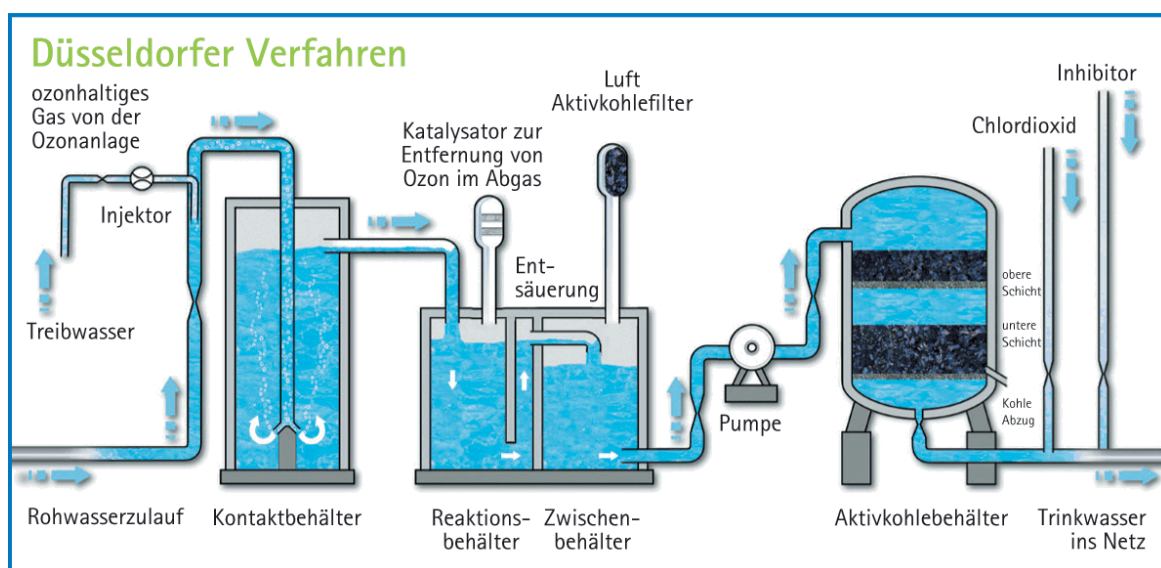 Düsseldorfer Verfahren
ozonhaltiges
Gas von der
Ozonanlage
Injektor
Treibwasser
Rohwasserzulauf
Kontaktbehälter
Katalysator zur
Entfernung von
Ozon im Abgas
Luft
Aktivkohlefilter
Ent-
säuerung
Reaktions-
behälter
Zwischen-
behälter
Pumpe
Inhibitor
Chlordioxid
obere
Schicht
untere
Schicht
Kohle
Abzug
Aktivkohlebehälter
Trinkwasser
ins Netz